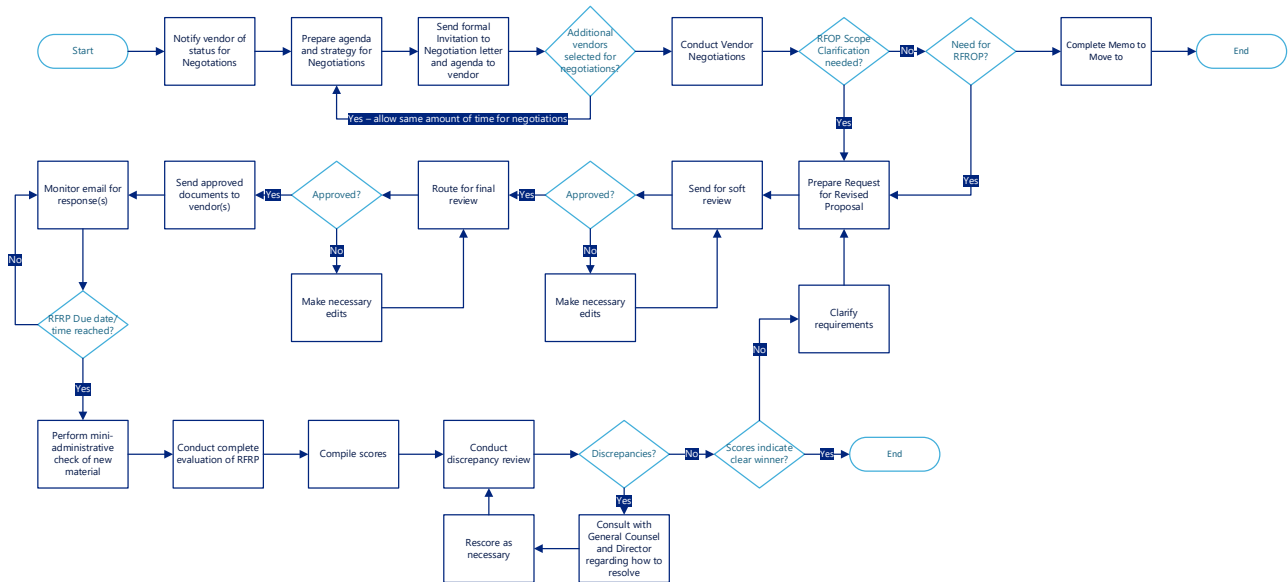 Start
Notify vendor of
status for
Negotations
Prepare agenda
and strategy for
Negotiations
Send formal
Invitation to
Negotiation letter
and agenda to
vendor
Additional
vendors
selected for
negotiations?
Conduct Vendor
Negotiations
RFOP Scope
Clarification
needed?
No
Need for
RFROP?
Complete Memo to
Move to
End
Yes – allow same amount of time for negotiations
Yes
Yes
Monitor email for
response(s)
Send approved
documents to
vendor(s)
Yes
Approved?
Route for final
review
Yes
Approved?
Send for soft
review
Prepare Request
for Revised
Proposal
No
No
No
Make necessary
edits
Make necessary
edits
Clarify
requirements
RFRP Due date/
time reached?
No
Yes
Perform mini-
administrative
check of new
material
Conduct complete
evaluation of RFRP
Compile scores
Conduct
discrepancy review
Discrepancies?
No
Scores indicate
clear winner?
Yes
End
Yes
Rescore as
necessary
Consult with
General Counsel
and Director
regarding how to
resolve